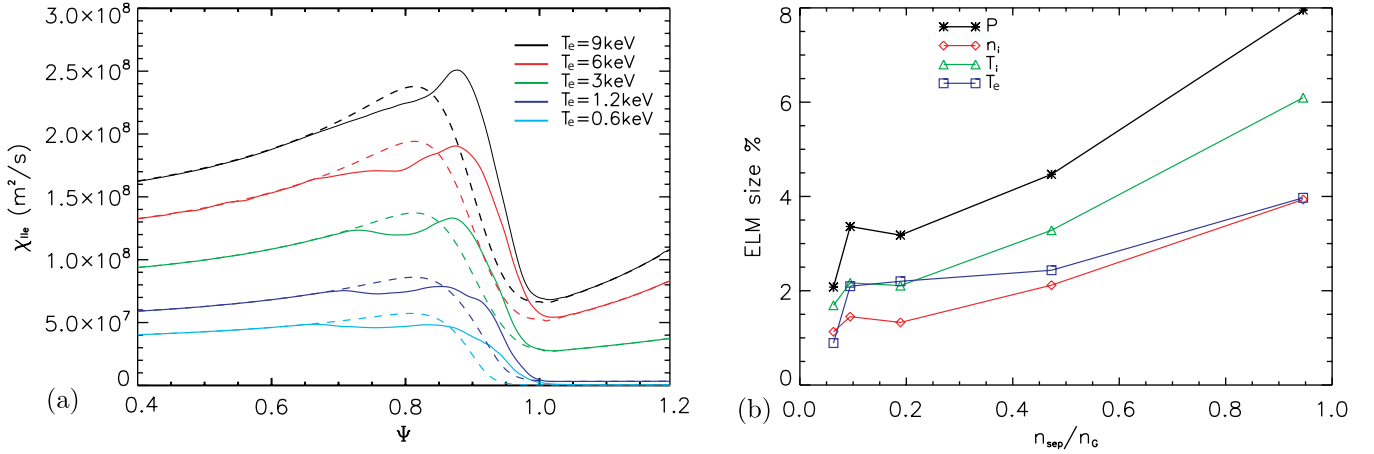 3.0×10⁸
2.5×10⁸
2.0×10⁸
1.5×10⁸
1.0×10⁸
5.0×10⁷
0
χ∥e (m²/s)
Te=9keV
Te=6keV
Te=3keV
Te=1.2keV
Te=0.6keV
0.4 0.6 0.8 1.0 1.2
Ψ
(a)
8
6
4
2
0
ELM size %
P
ni
Ti
Te
0.0 0.2 0.4 0.6 0.8 1.0
nsep/nG
(b)